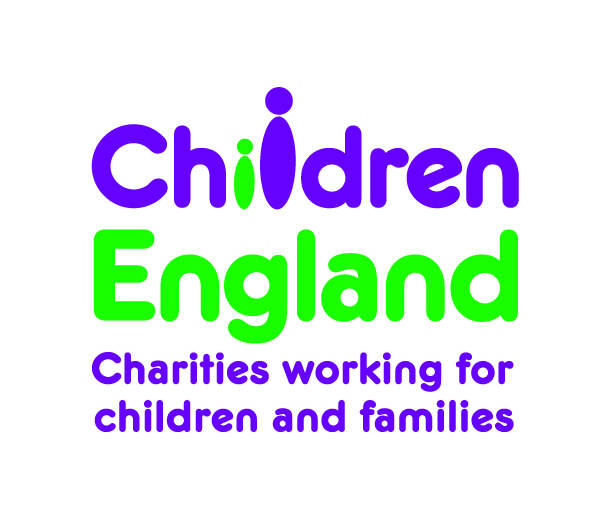 Children
England
Charities working for
children and families